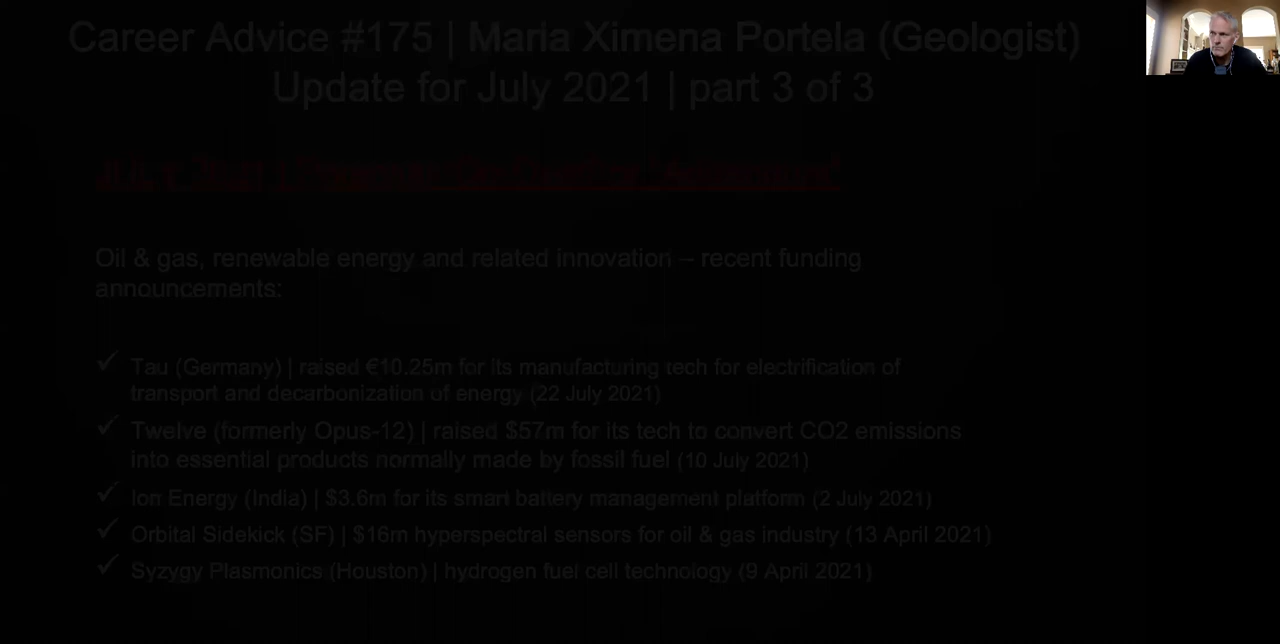 Career Advice #175 | Maria Ximena Portela (Geologist)
Update for July 2021 | part 3 of 3
Oil & gas, renewable energy and related innovation – recent funding
announcements:
✓ Tau (Germany) | raised €10.25m for its manufacturing tech for electrification of
transport and decarbonization of energy (22 July 2021)
✓ Twelve (formerly Opus-12) | raised $57m for its tech to convert CO2 emissions
into essential products normally made by fossil fuel (10 July 2021)
✓ Ion Energy (India) | $3.6m for its smart battery management platform (2 July 2021)
✓ Orbital Sidekick (SF) | $16m hyperspectral sensors for oil & gas industry (13 April 2021)
✓ Syzygy Plasmonics (Houston) | hydrogen fuel cell technology (9 April 2021)